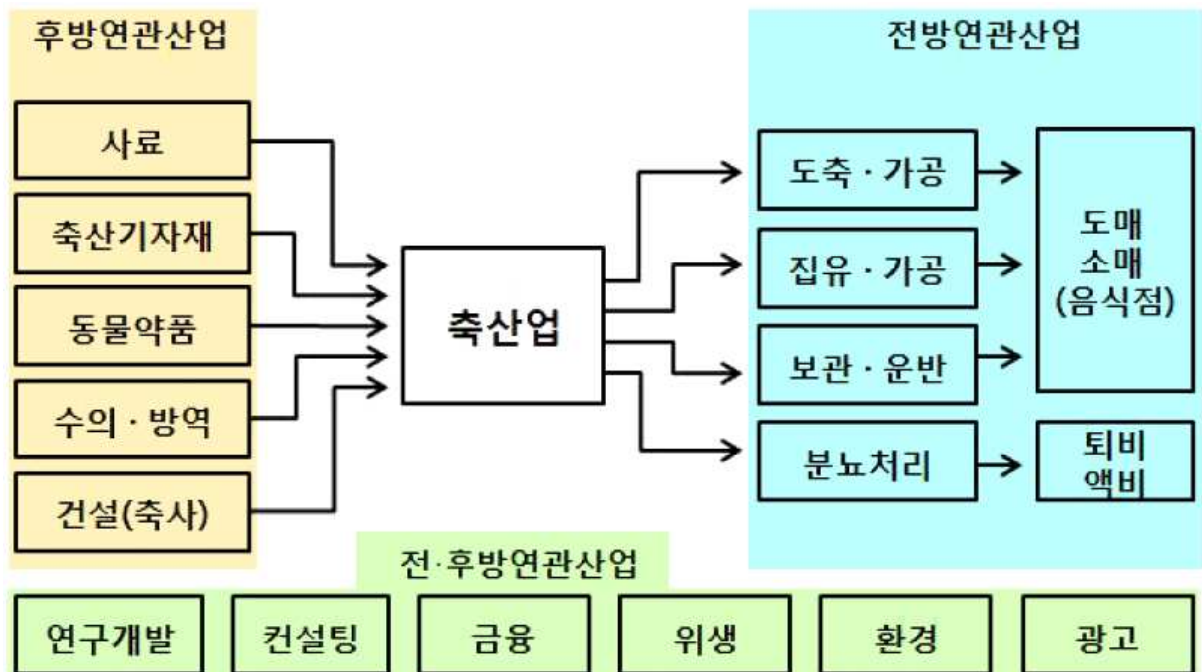 후방연관산업
사료
축산기자재
동물약품
수의 · 방역
건설(축사)
축산업
전방연관산업
도축 · 가공
집유 · 가공
보관 · 운반
분뇨처리
도매
소매
(음식점)
퇴비
액비
전·후방연관산업
연구개발
컨설팅
금융
위생
환경
광고